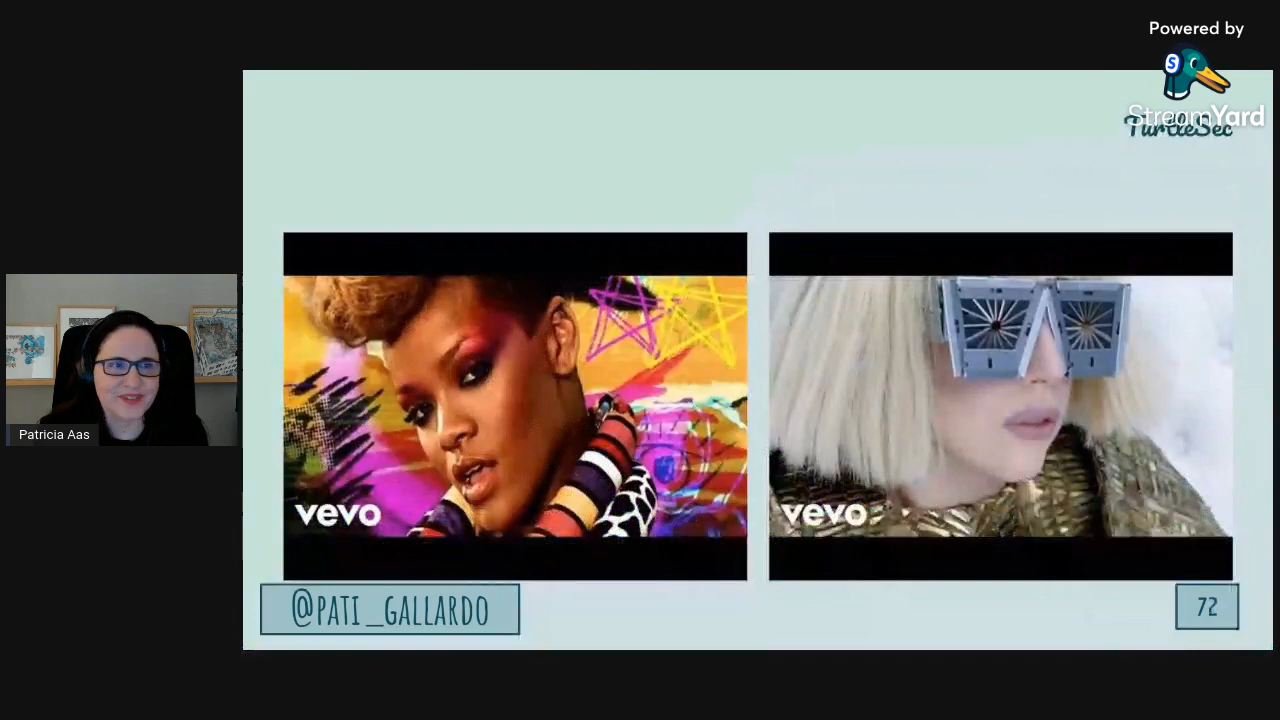 Powered by
StreamYard
TurtleSec
Patricia Aas
vevo
vevo
@PATI_GALLARDO
72